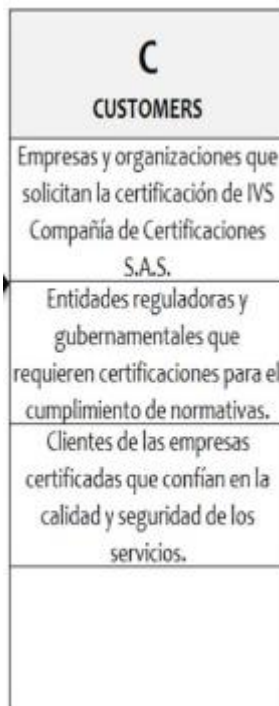 C
CUSTOMERS
Empresas y organizaciones que
solicitan la certificación de IVS
Compañía de Certificaciones
S.A.S.
Entidades reguladoras y
gubernamentales que
requieren certificaciones para el
cumplimiento de normativas.
Clientes de las empresas
certificadas que confían en la
calidad y seguridad de los
servicios.